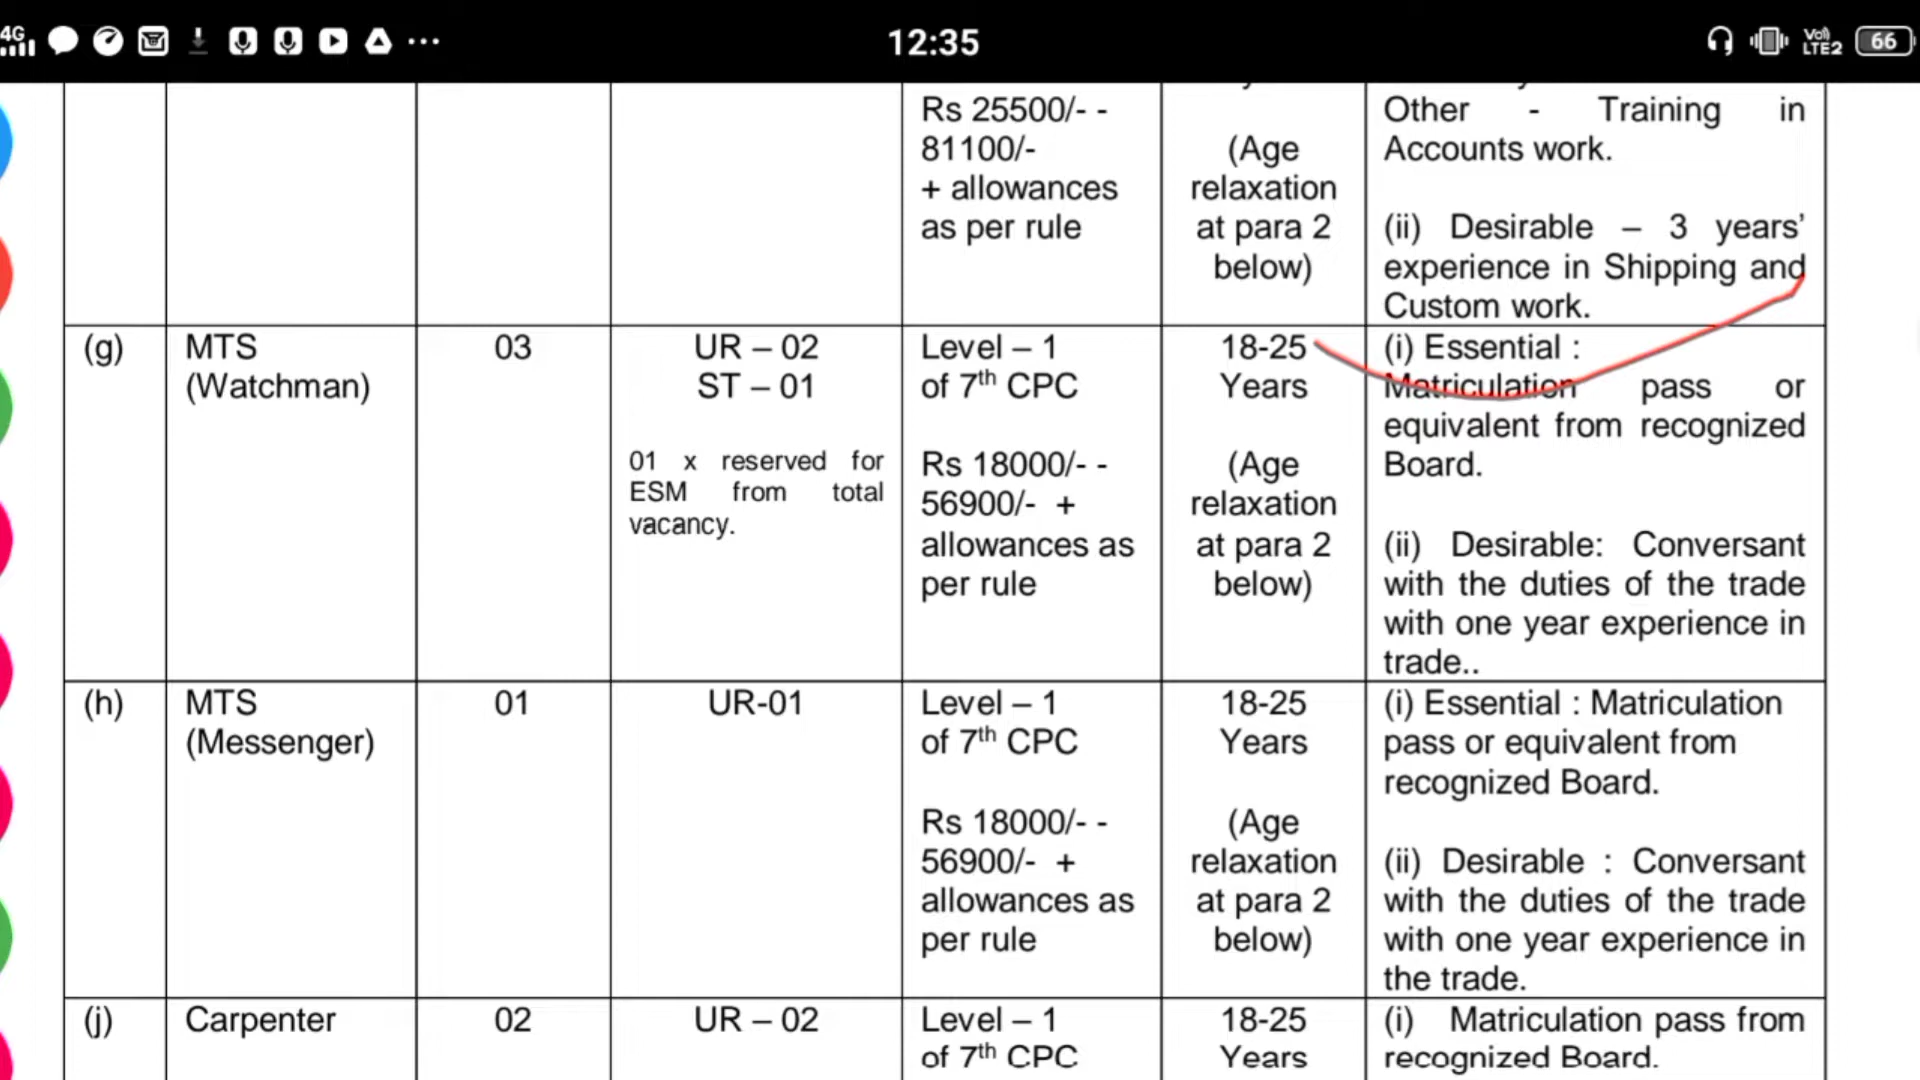 4G
12:35
Vo) LTE2
66
Rs 25500/- -
81100/-
+ allowances
as per rule
(Age
relaxation
at para 2
below)
Other - Training in
Accounts work.
(ii) Desirable – 3 years’
experience in Shipping and
Custom work.
(g)
MTS
(Watchman)
03
UR – 02
ST – 01
01 x reserved for
ESM from total
vacancy.
Level – 1
of 7th CPC
Rs 18000/- -
56900/- +
allowances as
per rule
18-25
Years
(Age
relaxation
at para 2
below)
(i) Essential :
Matriculation pass or
equivalent from recognized
Board.
(ii) Desirable: Conversant
with the duties of the trade
with one year experience in
trade..
(h)
MTS
(Messenger)
01
UR-01
Level – 1
of 7th CPC
Rs 18000/- -
56900/- +
allowances as
per rule
18-25
Years
(Age
relaxation
at para 2
below)
(i) Essential : Matriculation
pass or equivalent from
recognized Board.
(ii) Desirable : Conversant
with the duties of the trade
with one year experience in
the trade.
(j)
Carpenter
02
UR – 02
Level – 1
of 7th CPC
18-25
Years
(i) Matriculation pass from
recognized Board.